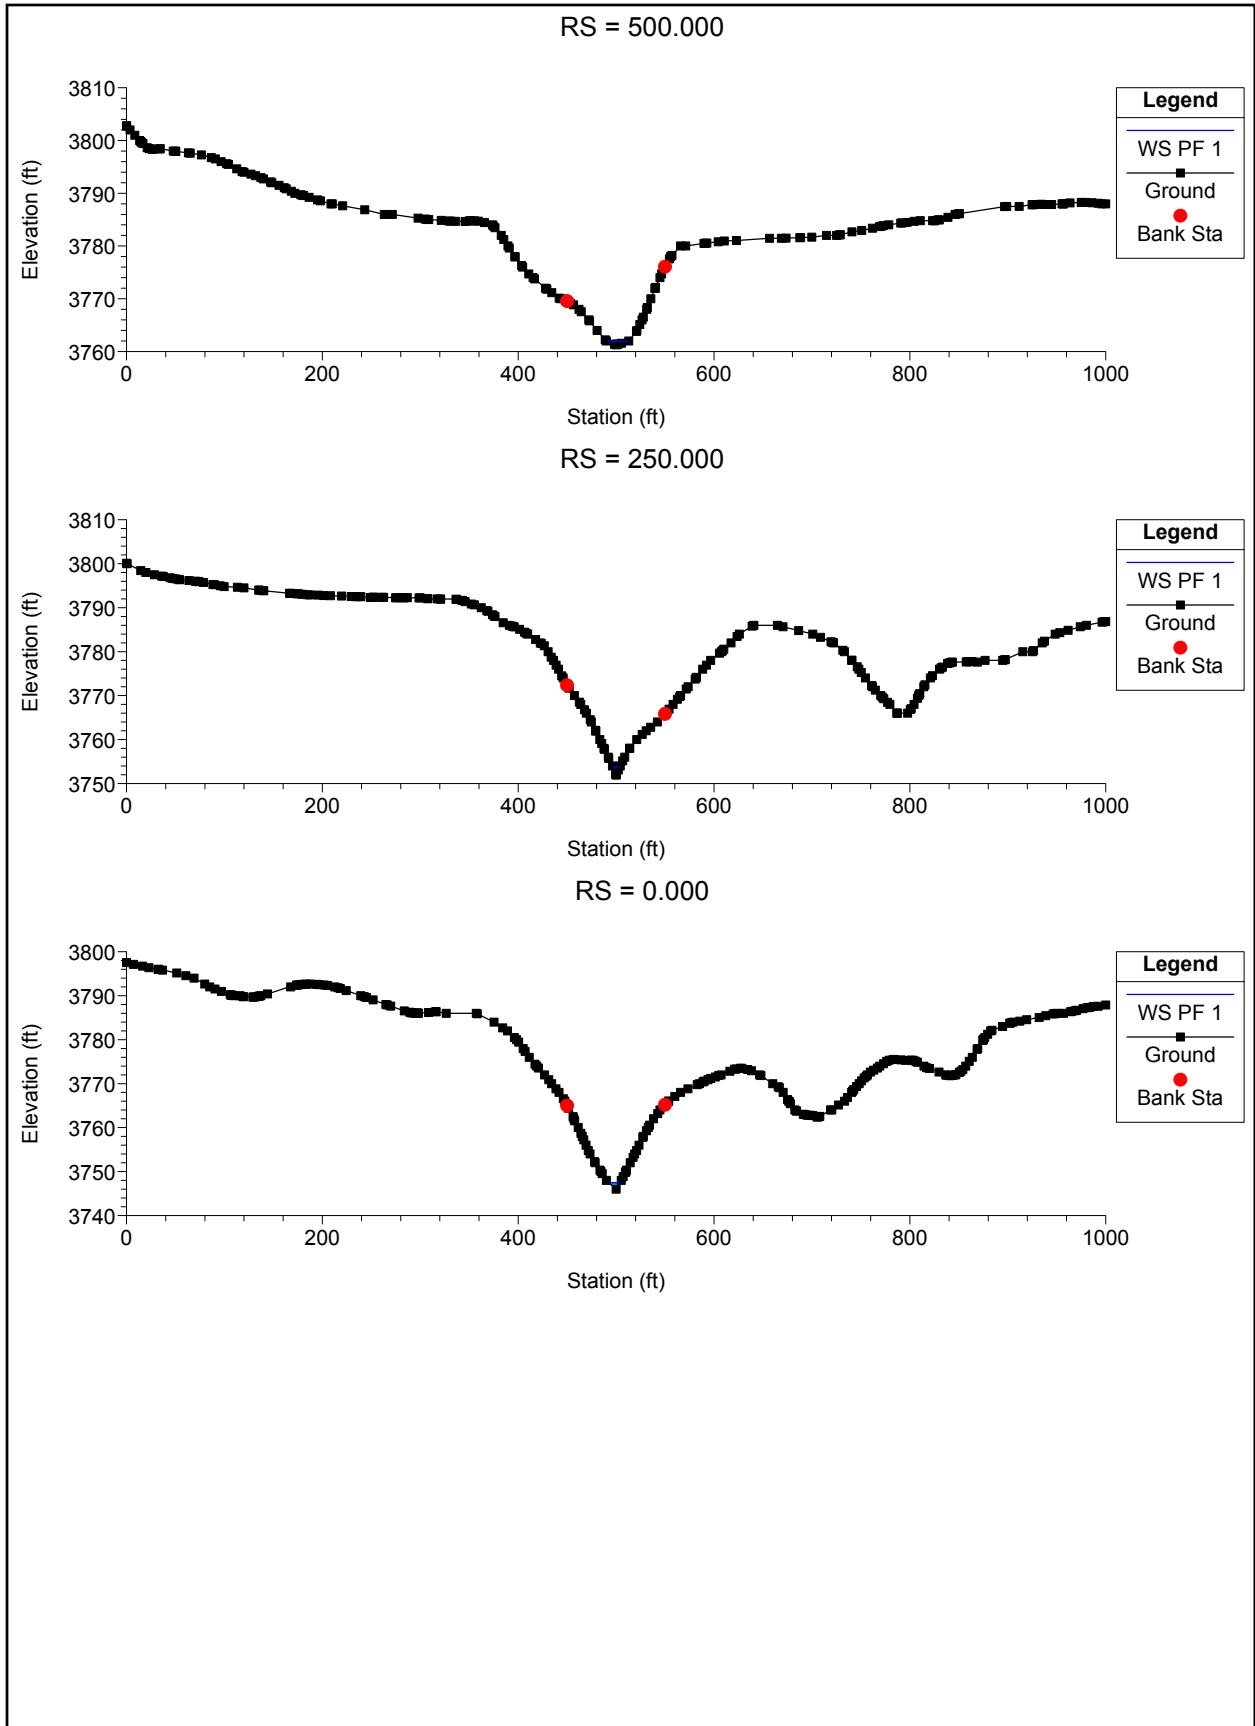 RS = 500.000
3810
3800
3790
3780
3770
3760
Elevation (ft)
0 200 400 600 800 1000
Station (ft)
Legend
WS PF 1
Ground
Bank Sta
RS = 250.000
3810
3800
3790
3780
3770
3760
3750
Elevation (ft)
0 200 400 600 800 1000
Station (ft)
Legend
WS PF 1
Ground
Bank Sta
RS = 0.000
3800
3790
3780
3770
3760
3750
3740
Elevation (ft)
0 200 400 600 800 1000
Station (ft)
Legend
WS PF 1
Ground
Bank Sta